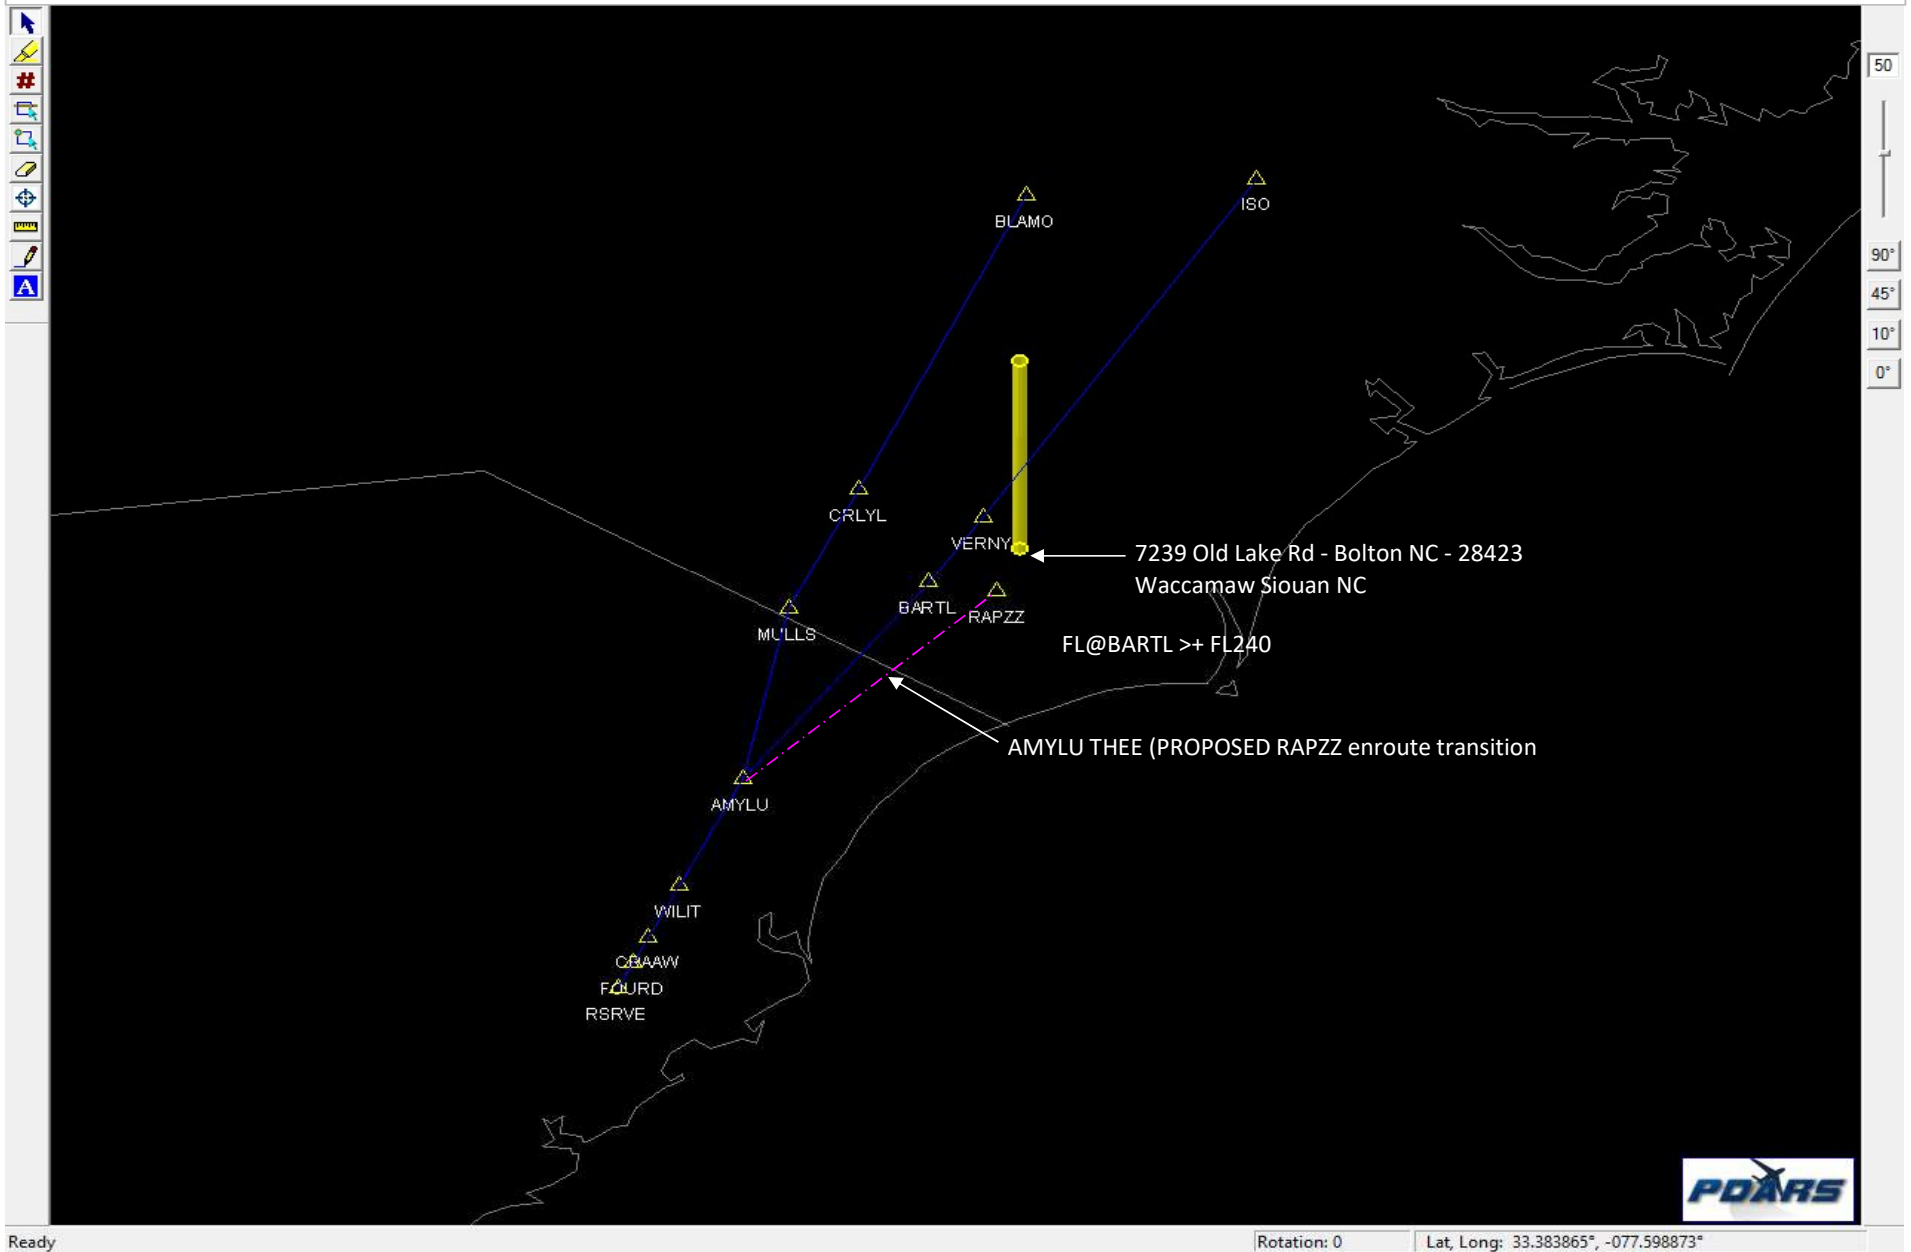 #
A
50
90°
45°
10°
0°
BLAMO
ISO
CRLYL
VERNY
7239 Old Lake Rd - Bolton NC - 28423
Waccamaw Siouan NC
BARTL
RAPZZ
MULLS
FL@BARTL >+ FL240
AMYLU THEE (PROPOSED RAPZZ enroute transition
AMYLU
WILIT
CRAAW
FOURD
RSRVE
PDARS
Ready
Rotation: 0
Lat, Long: 33.383865°, -077.598873°